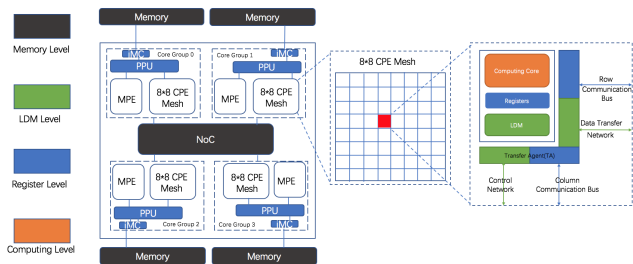 Memory Level
LDM Level
Register Level
Computing Level
Memory
Memory
iMC
Core Group 0
PPU
MPE
8*8 CPE
Mesh
Core Group 1
iMC
PPU
MPE
8*8 CPE
Mesh
NoC
MPE
8*8 CPE
Mesh
PPU
iMC
Core Group 2
8*8 CPE
Mesh
MPE
PPU
Core Group 3
iMC
Memory
Memory
8*8 CPE Mesh
Computing Core
Registers
LDM
Transfer Agent(TA)
Row
Communication
Bus
Data Transfer
Network
Control
Network
Column
Communication Bus